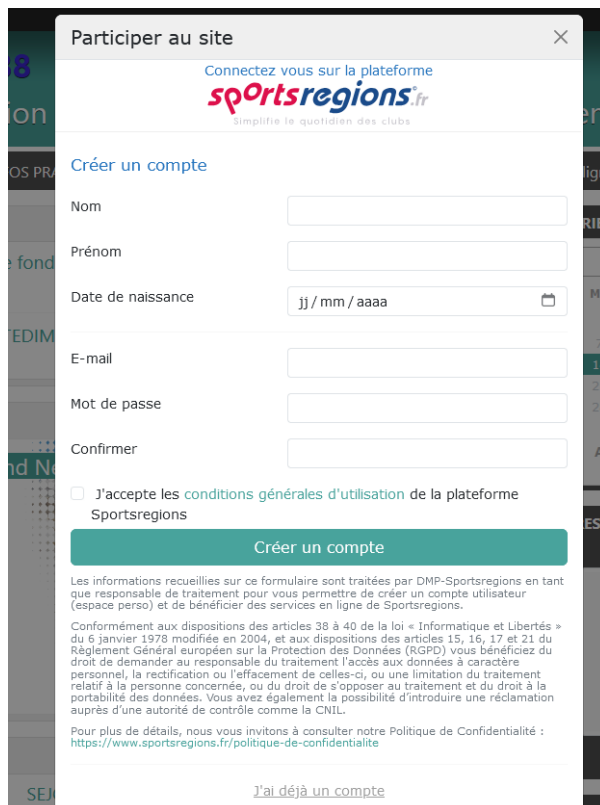 Participer au site
Connectez vous sur la plateforme
sportsregions.fr
Simplifie le quotidien des clubs
Créer un compte
Nom
Prénom
Date de naissance
jj/mm/aaaa
E-mail
Mot de passe
Confirmer
J'accepte les conditions générales d'utilisation de la plateforme
Sportsregions
Créer un compte
Les informations recueillies sur ce formulaire sont traitées par DMP-Sportsregions en tant
que responsable de traitement pour vous permettre de créer un compte utilisateur
(espace perso) et de bénéficier des services en ligne de Sportsregions.
Conformément aux dispositions des articles 38 à 40 de la loi « Informatique et Libertés »
du 6 janvier 1978 modifiée en 2004, et aux dispositions des articles 15, 16, 17 et 21 du
Règlement Général européen sur la Protection des Données (RGPD) vous bénéficiez du
droit de demander au responsable du traitement l'accès aux données à caractère
personnel, la rectification ou l'effacement de celles-ci, ou une limitation du traitement
relatif à la personne concernée, ou du droit de s'opposer au traitement et du droit à la
portabilité des données. Vous avez également la possibilité d'introduire une réclamation
auprès d'une autorité de contrôle comme la CNIL.
Pour plus de détails, nous vous invitons à consulter notre Politique de Confidentialité :
https://www.sportsregions.fr/politique-de-confidentialite
J'ai déjà un compte